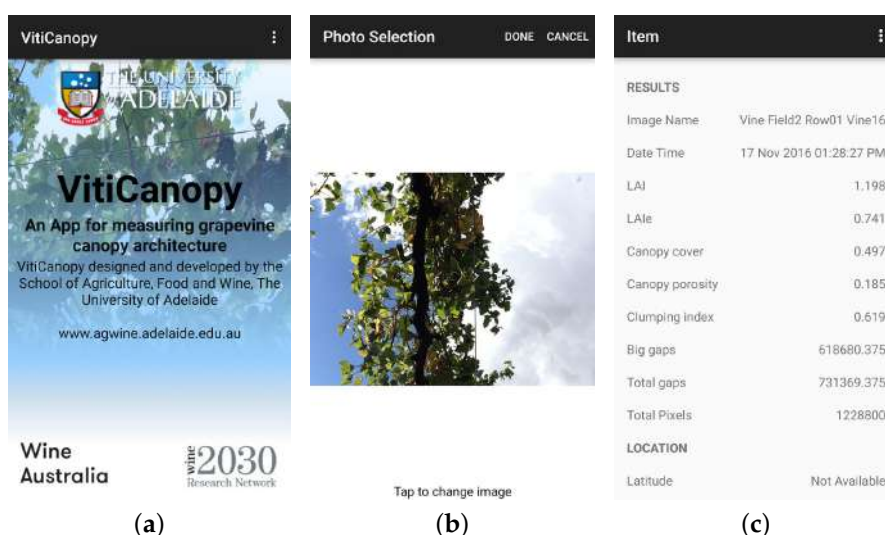 VitiCanopy
THE UNIVERSITY
of ADELAIDE
VitiCanopy
An App for measuring grapevine
canopy architecture
VitiCanopy designed and developed by the
School of Agriculture, Food and Wine, The
University of Adelaide
www.agwine.adelaide.edu.au
Wine
Australia
wine 2030
Research Network
(a)
Photo Selection DONE CANCEL
Tap to change image
(b)
Item
RESULTS
Image Name Vine Field2 Row01 Vine16
Date Time 17 Nov 2016 01:28:27 PM
LAI 1.198
LAIe 0.741
Canopy cover 0.497
Canopy porosity 0.185
Clumping index 0.619
Big gaps 618680.375
Total gaps 731369.375
Total Pixels 1228800
LOCATION
Latitude Not Available
(c)